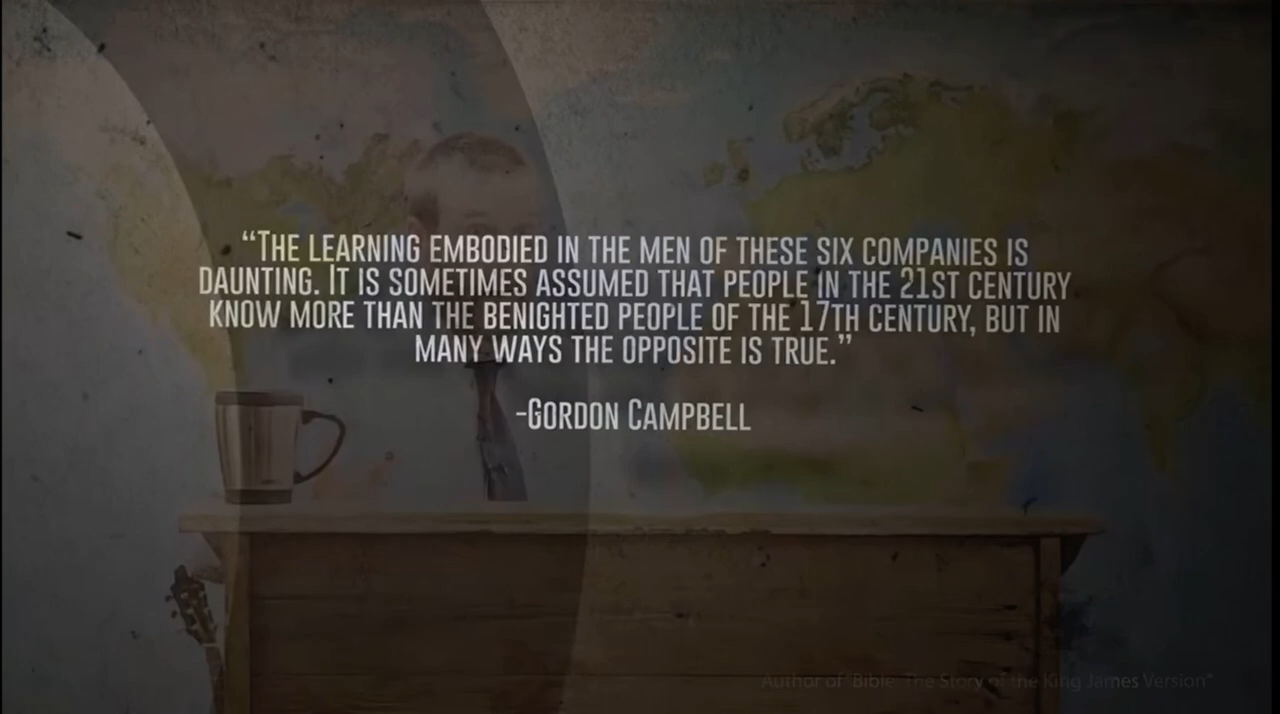 “The learning embodied in the men of these six companies is
daunting. It is sometimes assumed that people in the 21st century
know more than the benighted people of the 17th century, but in
many ways the opposite is true.”
-Gordon Campbell
Author of "Bible: The Story of the King James Version"